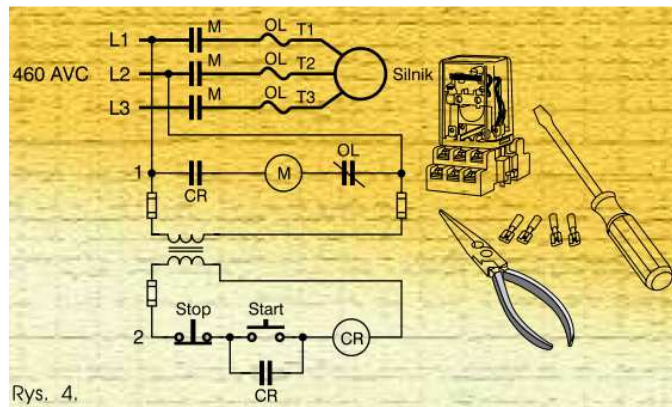 L1 M OL T1
460 AVC L2 M OL T2 Silnik
L3 M OL T3
1 CR M OL
Stop Start
2 CR
CR
Rys. 4.